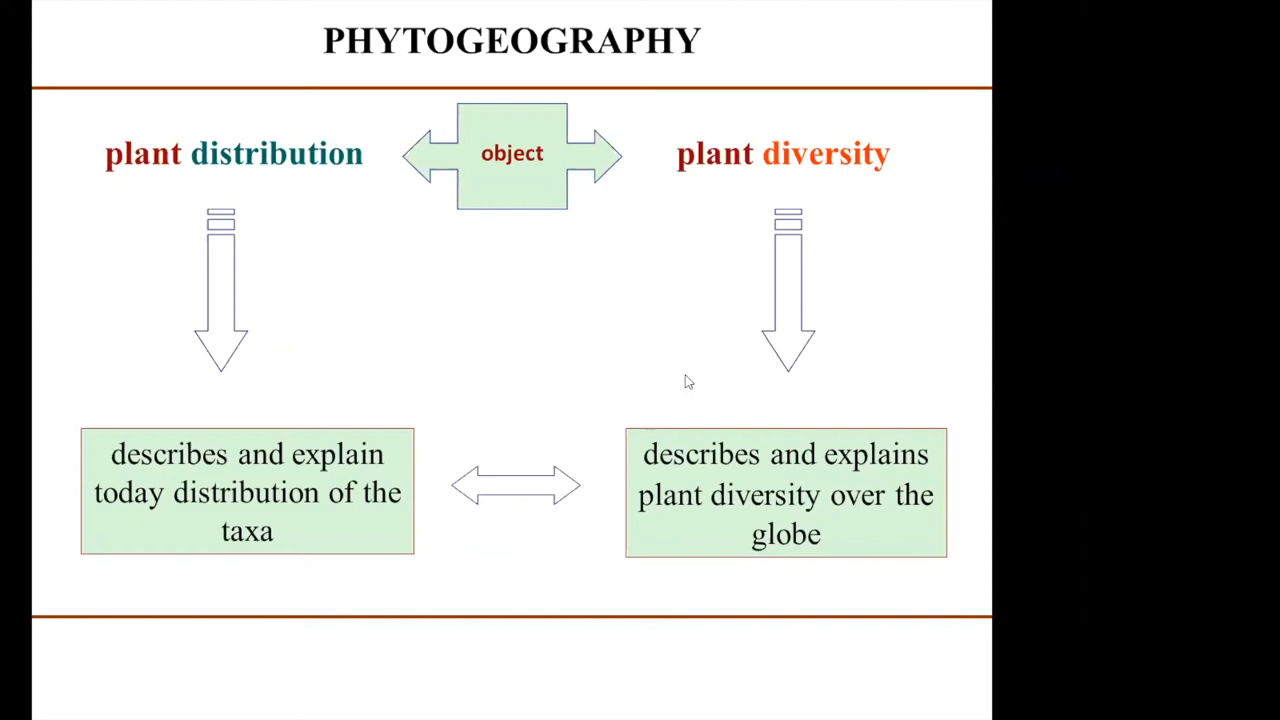 PHYTOGEOGRAPHY
plant distribution
object
plant diversity
describes and explain
today distribution of the
taxa
describes and explains
plant diversity over the
globe